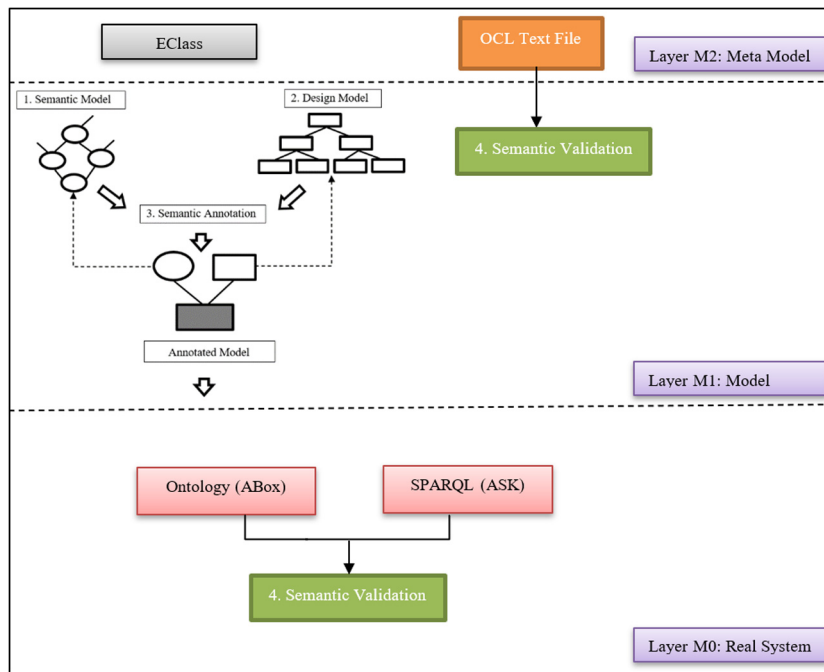 EClass
OCL Text File
Layer M2: Meta Model
1. Semantic Model
2. Design Model
4. Semantic Validation
3. Semantic Annotation
Annotated Model
Layer M1: Model
Ontology (ABox)
SPARQL (ASK)
4. Semantic Validation
Layer M0: Real System